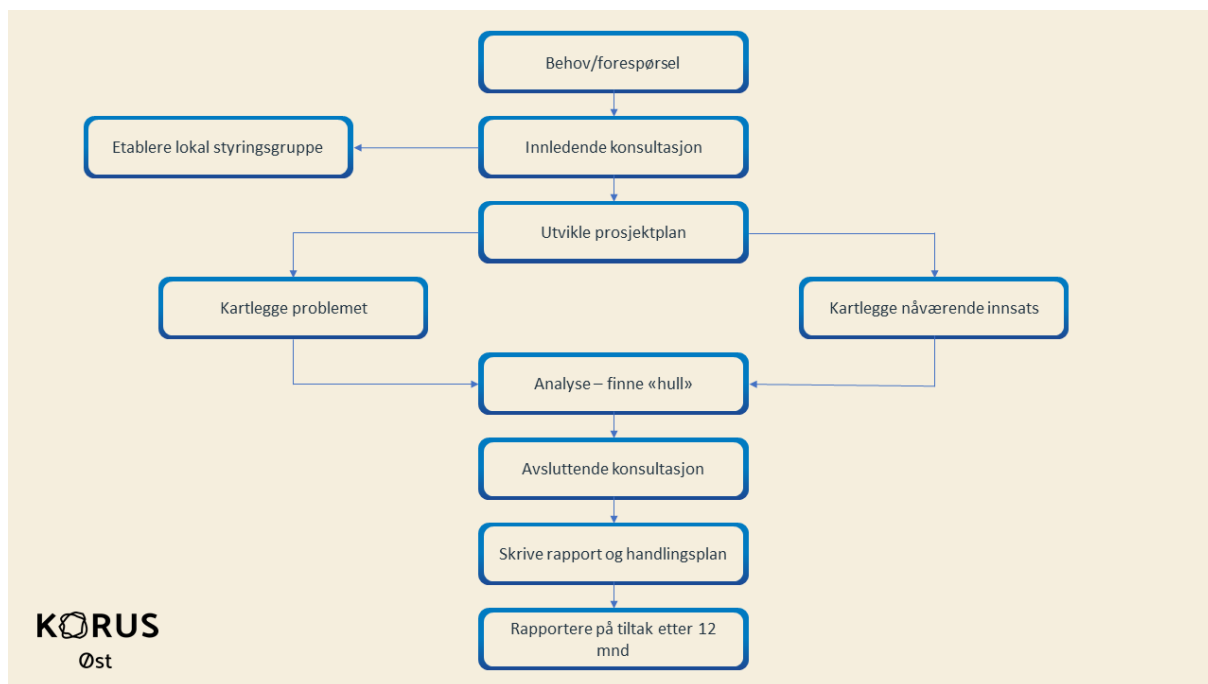 Behov/forespørsel
Etablere lokal styringsgruppe
Innledende konsultasjon
Utvikle prosjektplan
Kartlegge problemet
Kartlegge nåværende innsats
Analyse – finne «hull»
Avsluttende konsultasjon
Skrive rapport og handlingsplan
Rapportere på tiltak etter 12
mnd
KORUS
Øst